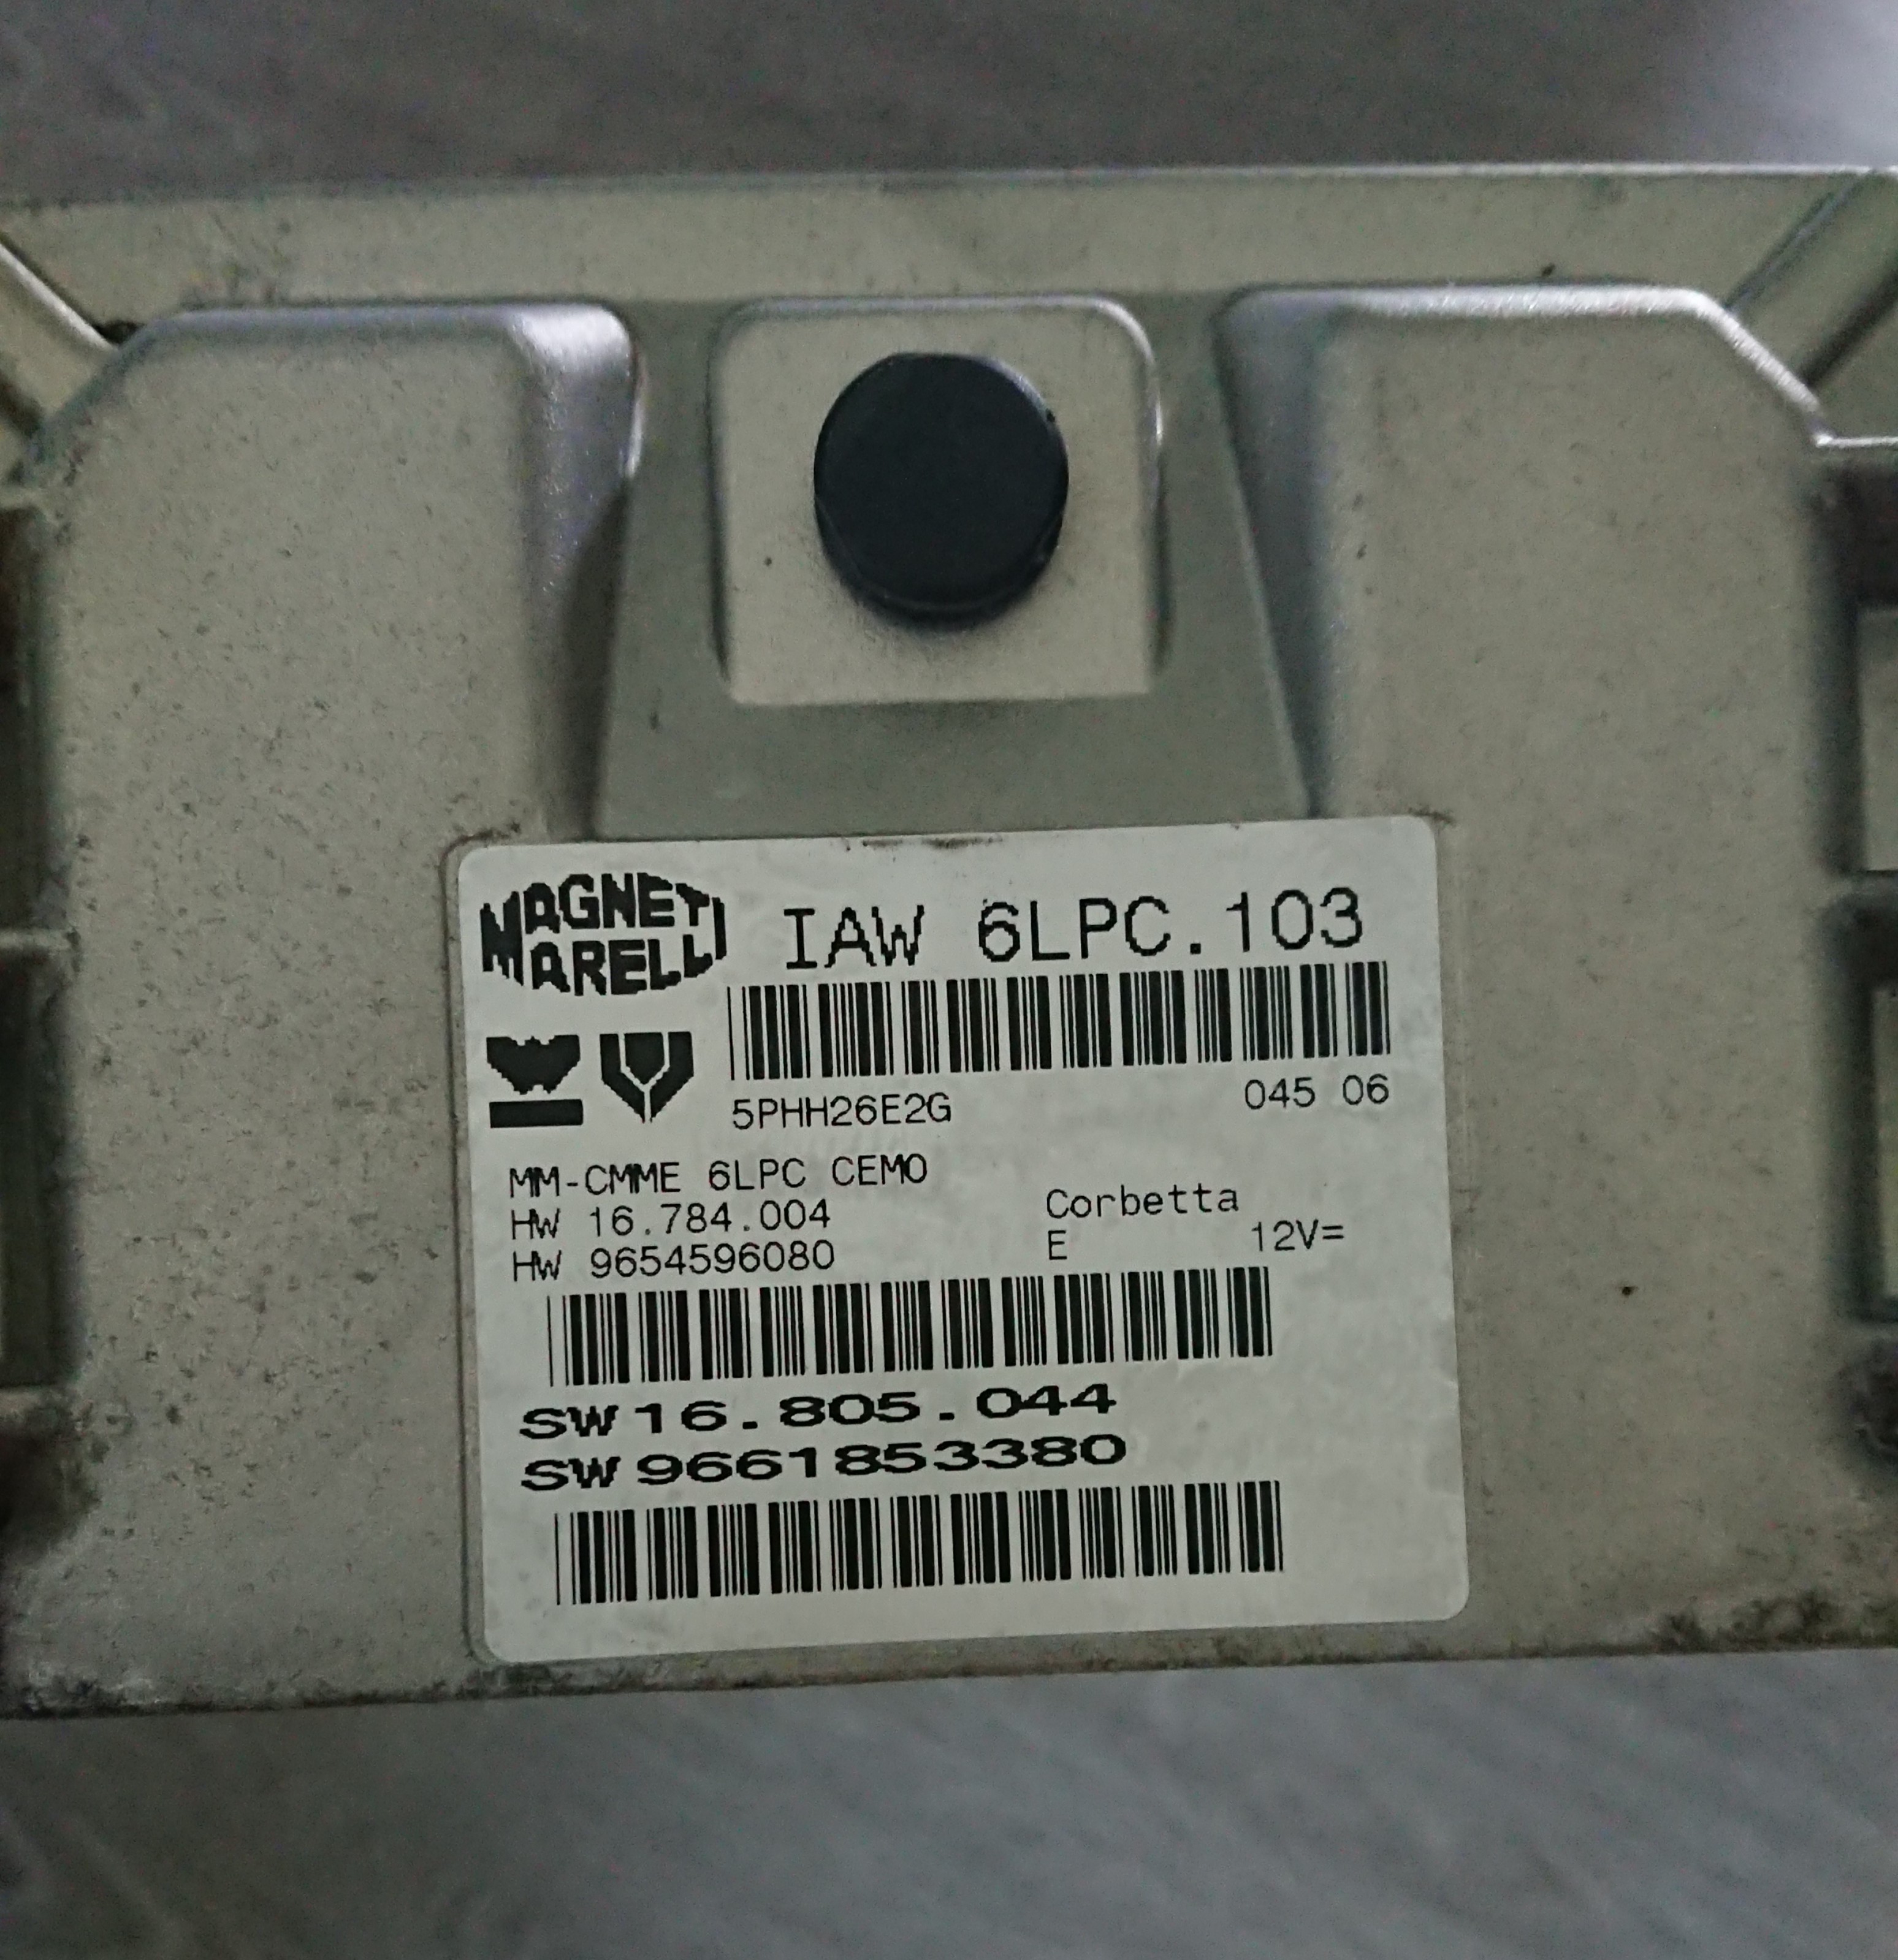 MAGNETI
MARELLI
IAW 6LPC.103
5PHH26E2G 045 06
MM-CMME 6LPC CEM0
HW 16.784.004 Corbetta
HW 9654596080 E 12V=
SW 16.805.044
SW 9661853380